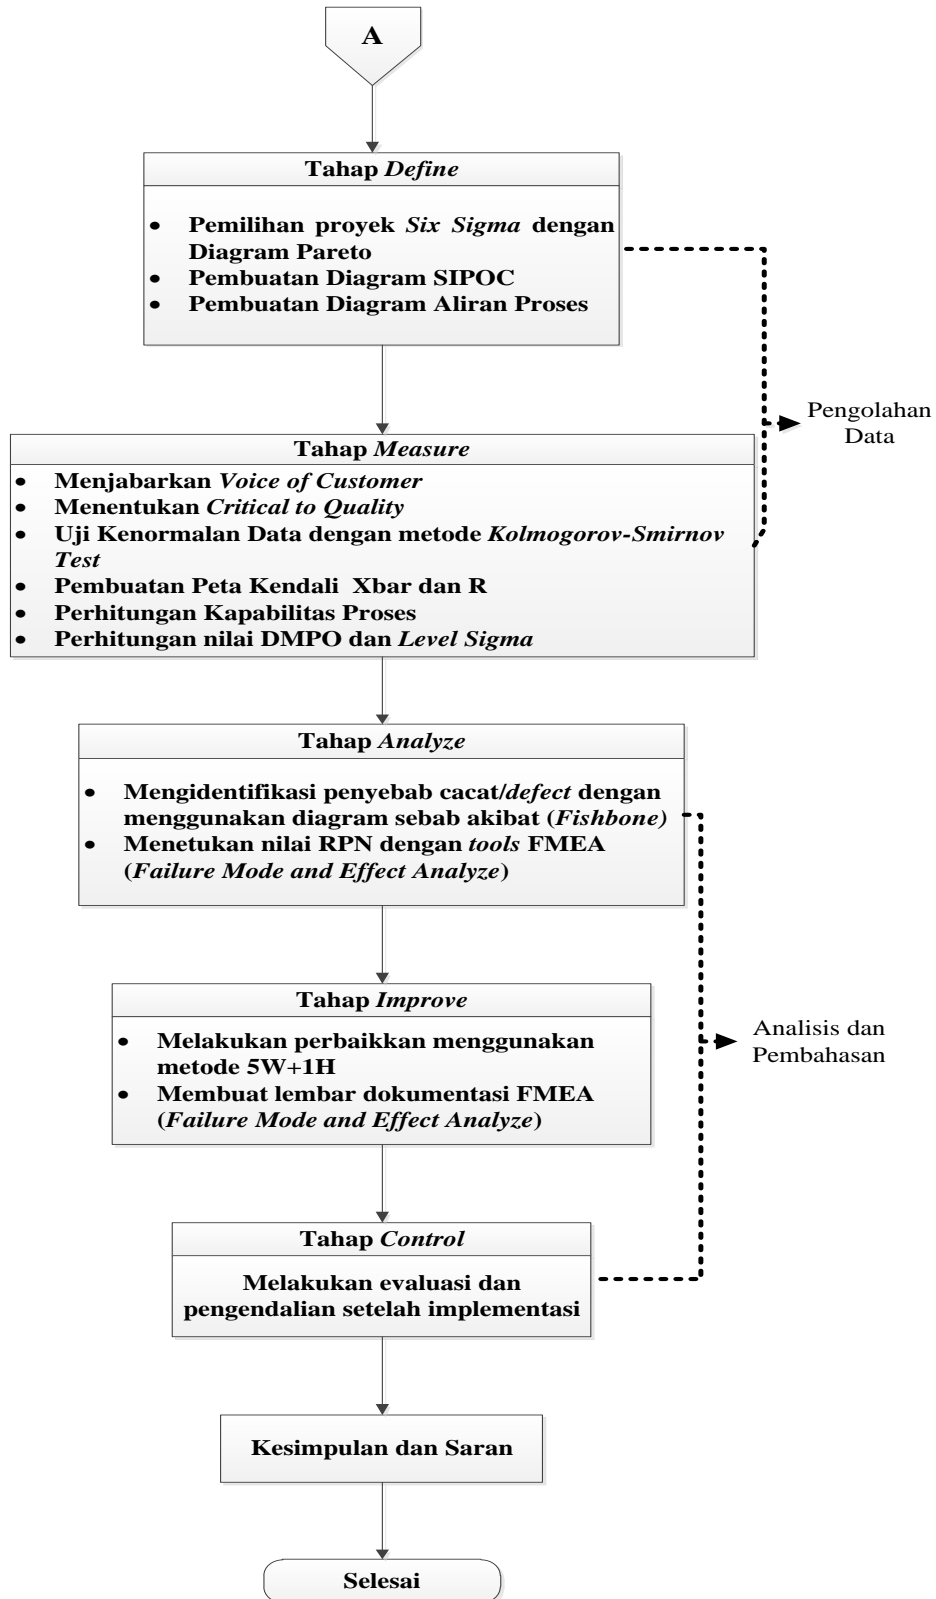 A
Tahap Define
• Pemilihan proyek Six Sigma dengan
Diagram Pareto
• Pembuatan Diagram SIPOC
• Pembuatan Diagram Aliran Proses
Pengolahan
Data
Tahap Measure
• Menjabarkan Voice of Customer
• Menentukan Critical to Quality
• Uji Kenormalan Data dengan metode Kolmogorov-Smirnov
Test
• Pembuatan Peta Kendali Xbar dan R
• Perhitungan Kapabilitas Proses
• Perhitungan nilai DMPO dan Level Sigma
Tahap Analyze
• Mengidentifikasi penyebab cacat/defect dengan
menggunakan diagram sebab akibat (Fishbone)
• Menetukan nilai RPN dengan tools FMEA
(Failure Mode and Effect Analyze)
Tahap Improve
• Melakukan perbaikkan menggunakan
metode 5W+1H
• Membuat lembar dokumentasi FMEA
(Failure Mode and Effect Analyze)
Analisis dan
Pembahasan
Tahap Control
Melakukan evaluasi dan
pengendalian setelah implementasi
Kesimpulan dan Saran
Selesai